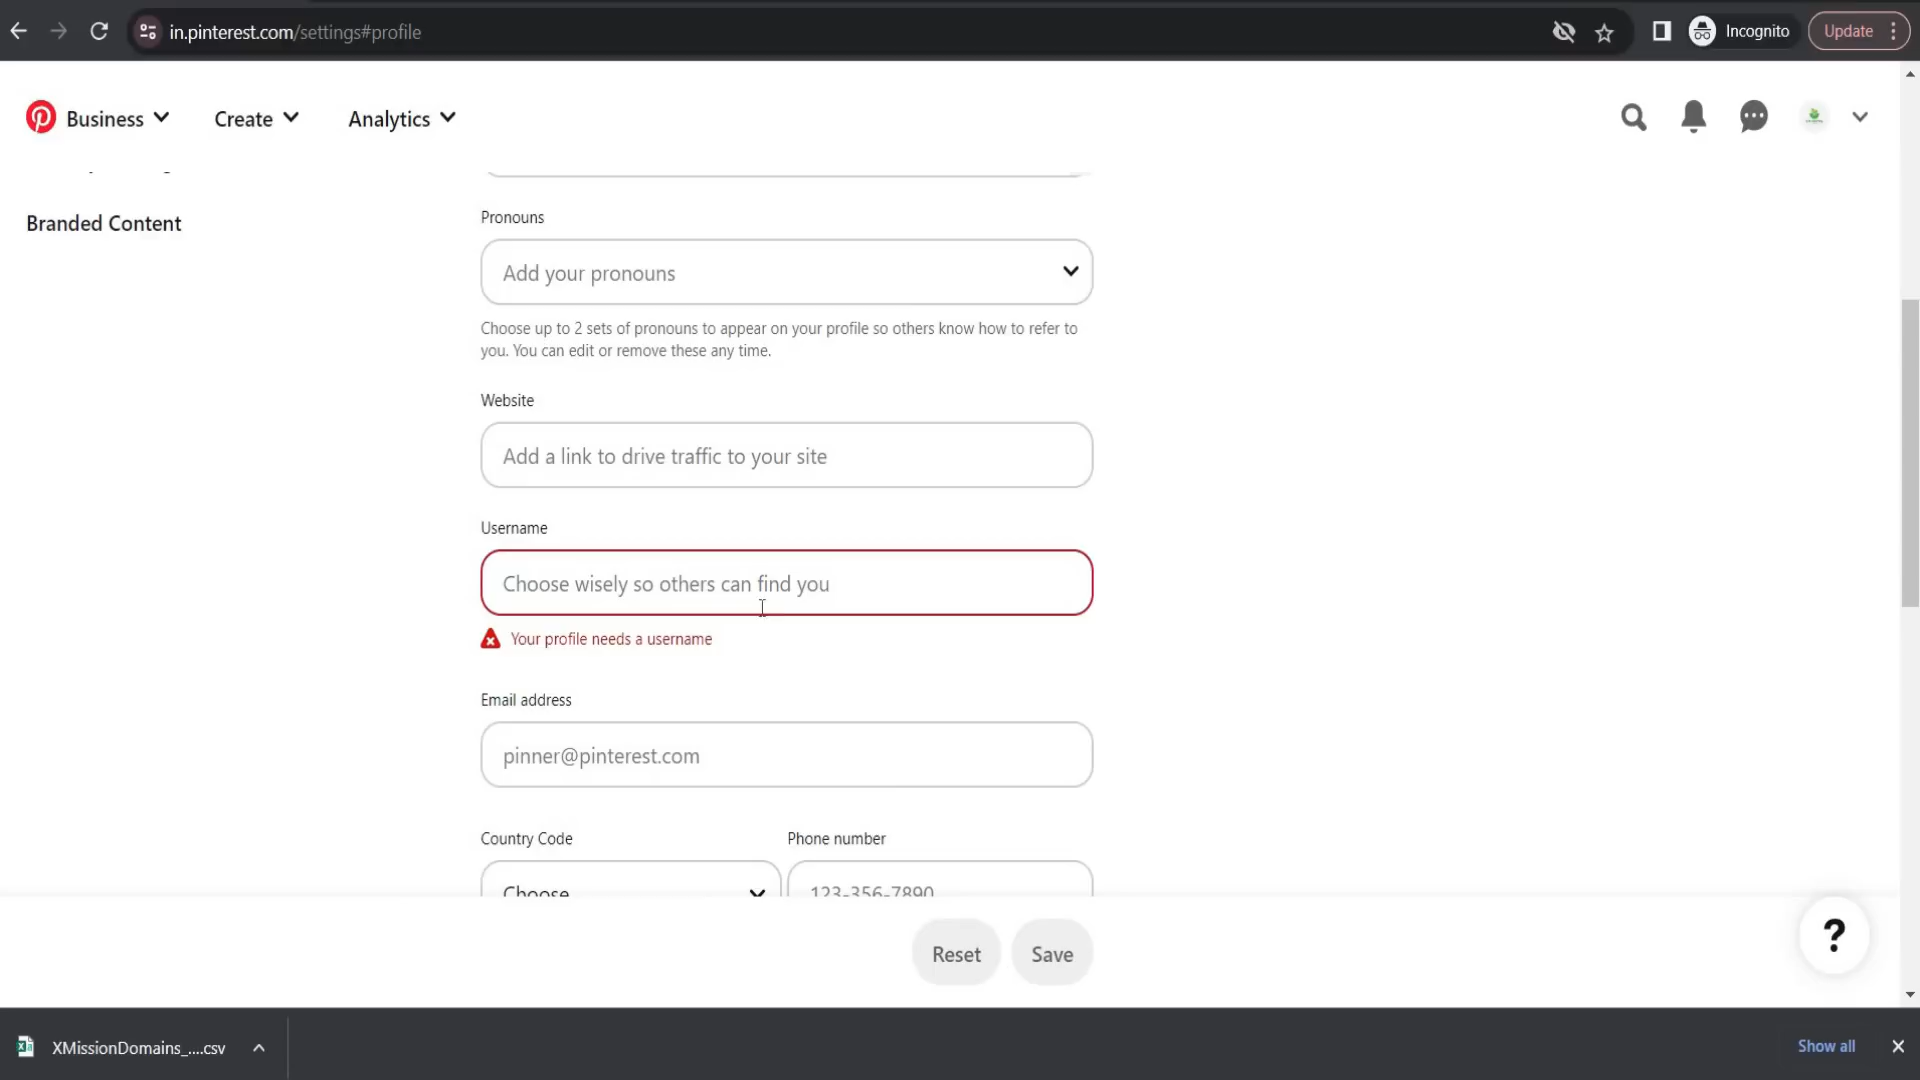 in.pinterest.com/settings#profile
Incognito
Update
Business
Create
Analytics
Branded Content
Pronouns
Add your pronouns
Choose up to 2 sets of pronouns to appear on your profile so others know how to refer to
you. You can edit or remove these any time.
Website
Add a link to drive traffic to your site
Username
Choose wisely so others can find you
Your profile needs a username
Email address
pinner@pinterest.com
Country Code
Phone number
Choose
123-356-7890
Reset
Save
?
XMissionDomains_....csv
Show all